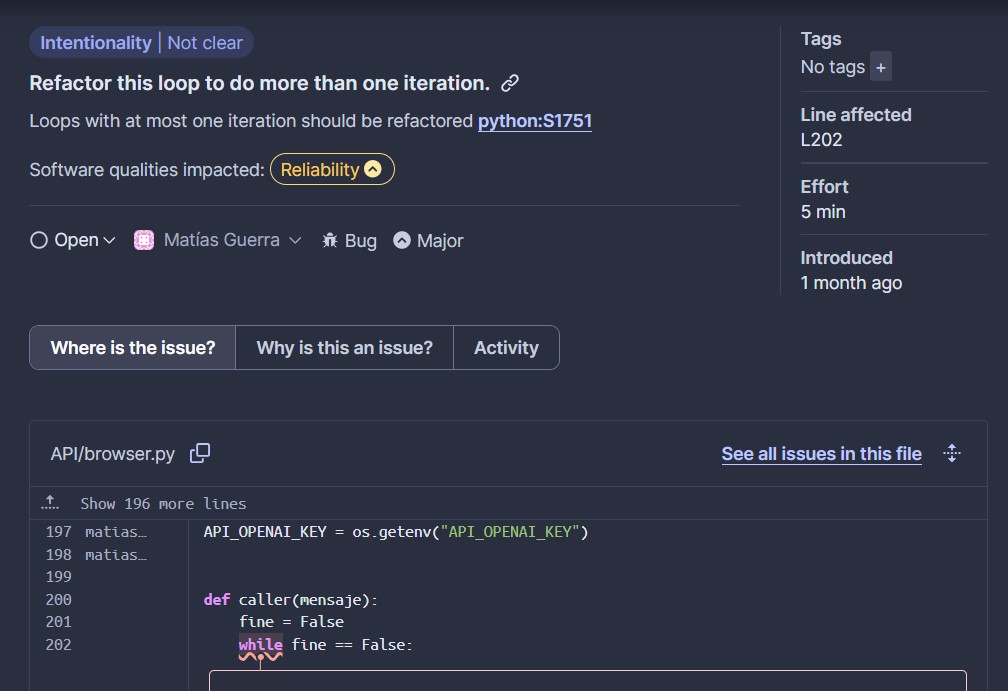 Intentionality | Not clear
Refactor this loop to do more than one iteration.
Loops with at most one iteration should be refactored python:S1751
Software qualities impacted: Reliability
Open Matías Guerra Bug Major
Tags
No tags +
Line affected
L202
Effort
5 min
Introduced
1 month ago
Where is the issue? Why is this an issue? Activity
API/browser.py See all issues in this file
Show 196 more lines
197 matias… API_OPENAI_KEY = os.getenv("API_OPENAI_KEY")
198 matias…
199
200 def caller(mensaje):
201 fine = False
202 while fine == False: